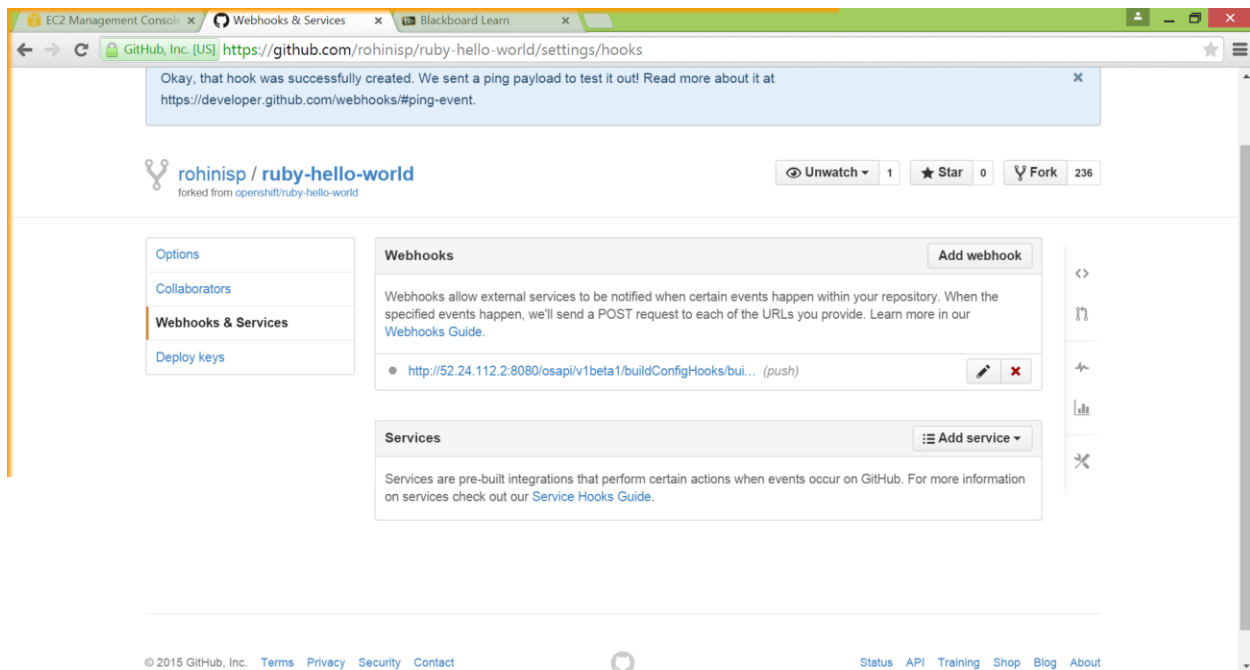 EC2 Management Consol
Webhooks & Services
Blackboard Learn
GitHub, Inc. [US] https://github.com/rohinisp/ruby-hello-world/settings/hooks
Okay, that hook was successfully created. We sent a ping payload to test it out! Read more about it at
https://developer.github.com/webhooks/#ping-event.
rohinisp / ruby-hello-world
forked from openshift/ruby-hello-world
Unwatch 1
Star 0
Fork 236
Options
Collaborators
Webhooks & Services
Deploy keys
Webhooks
Add webhook
Webhooks allow external services to be notified when certain events happen within your repository. When the
specified events happen, we'll send a POST request to each of the URLs you provide. Learn more in our
Webhooks Guide.
http://52.24.112.2:8080/osapi/v1beta1/buildConfigHooks/bui... (push)
Services
Add service
Services are pre-built integrations that perform certain actions when events occur on GitHub. For more information
on services check out our Service Hooks Guide.
© 2015 GitHub, Inc. Terms Privacy Security Contact
Status API Training Shop Blog About